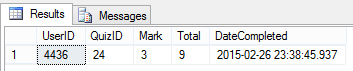 Results Messages
UserID QuizID Mark Total DateCompleted
1 4436 24 3 9 2015-02-26 23:38:45.937